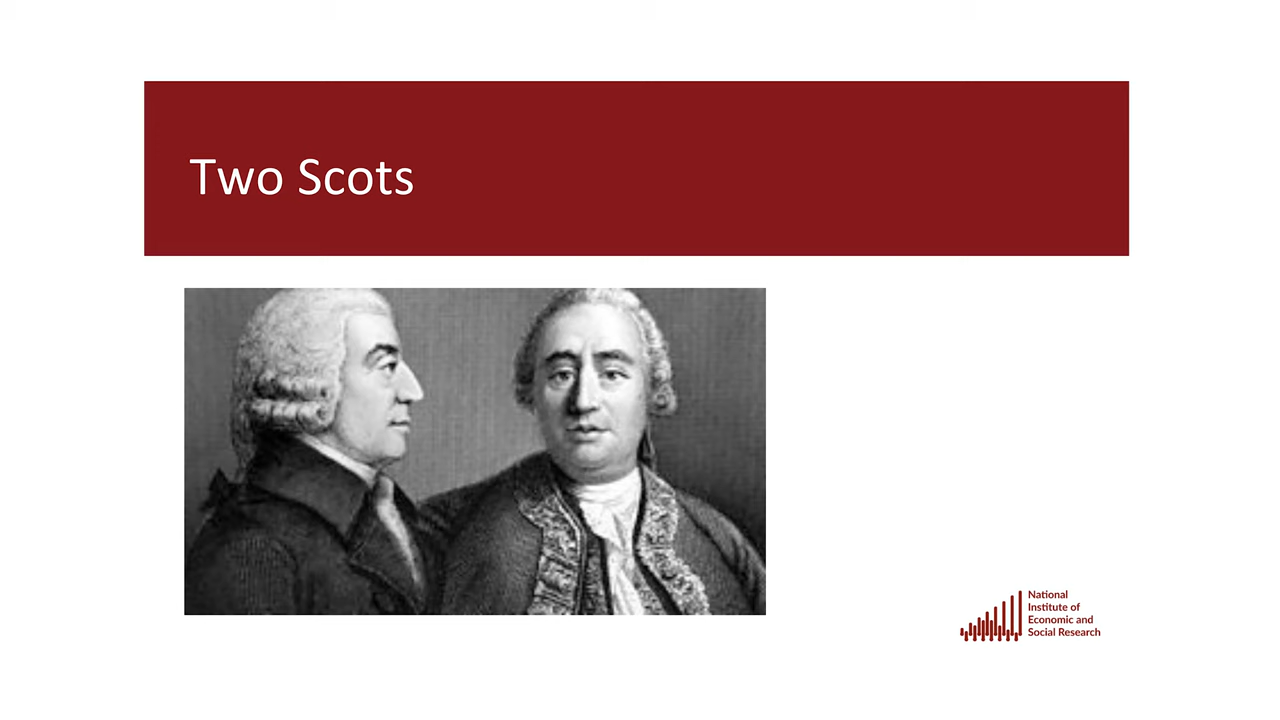 Two Scots
National
Institute of
Economic and
Social Research